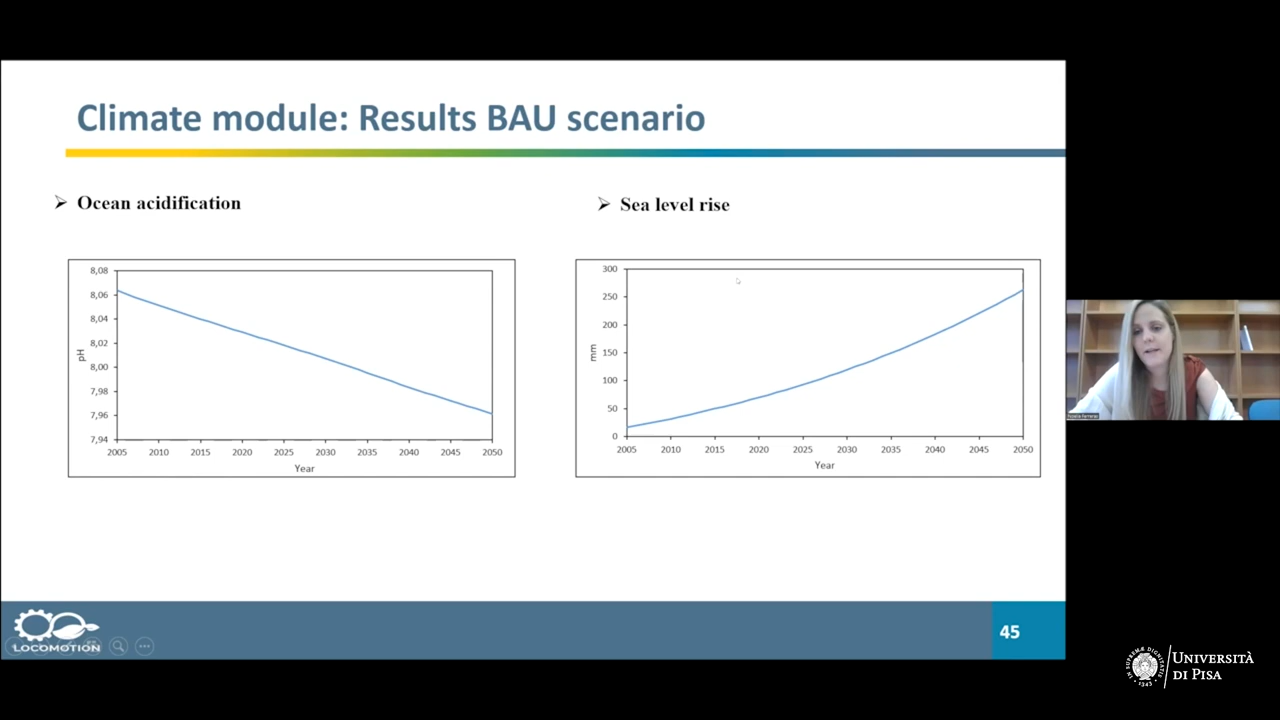 Climate module: Results BAU scenario
Ocean acidification
Sea level rise
8,08
8,06
8,04
8,02
8,00
7,98
7,96
7,94
pH
2005 2010 2015 2020 2025 2030 2035 2040 2045 2050
Year
300
250
200
150
100
50
0
mm
2005 2010 2015 2020 2025 2030 2035 2040 2045 2050
Year
LOCOMOTION
45
UNIVERSITÀ
DI PISA
1343